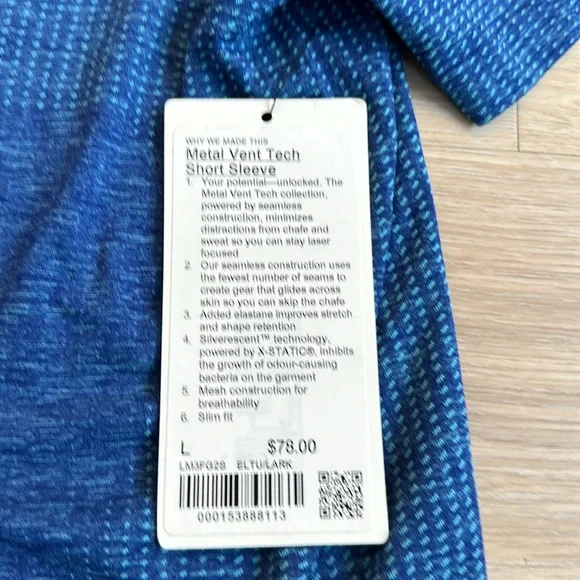 WHY WE MADE THIS
Metal Vent Tech
Short Sleeve
1. Your potential—unlocked. The
Metal Vent Tech collection,
powered by seamless
construction, minimizes
distractions from chafe and
sweat so you can stay laser
focused
2. Our seamless construction uses
the fewest number of seams to
create gear that glides across
skin so you can skip the chafe
3. Added elastane improves stretch
and shape retention
4. Silverescent™ technology,
powered by X-STATIC®, inhibits
the growth of odour-causing
bacteria on the garment
5. Mesh construction for
breathability
6. Slim fit
L $78.00
LM3FG2S ELTU/LARK
000153888113